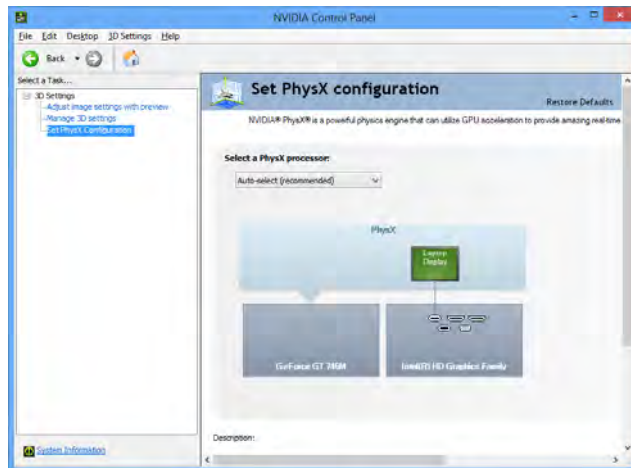 NVIDIA Control Panel
File Edit Desktop 3D Settings Help
Back
Select a Task...
3D Settings
Adjust image settings with preview
Manage 3D settings
Set PhysX Configuration
System Information
Set PhysX configuration
Restore Defaults
NVIDIA® PhysX® is a powerful physics engine that can utilize GPU acceleration to provide amazing real-time
Select a PhysX processor:
Auto-select (recommended)
PhysX
Laptop
Display
GeForce GT 740M
Intel(R) HD Graphics Family
Description: